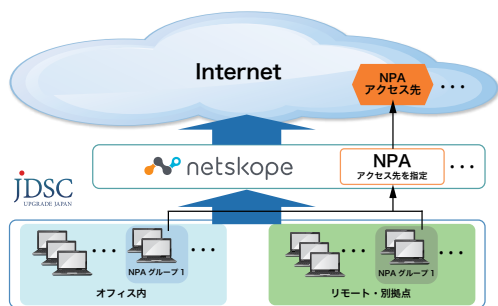 Internet
NPA
アクセス先
・・・
netskope
NPA
アクセス先を指定
・・・
JDSC
UPGRADE JAPAN
・・・
・・・
・・・
・・・
NPA グループ 1
NPA グループ 1
オフィス内
リモート・別拠点